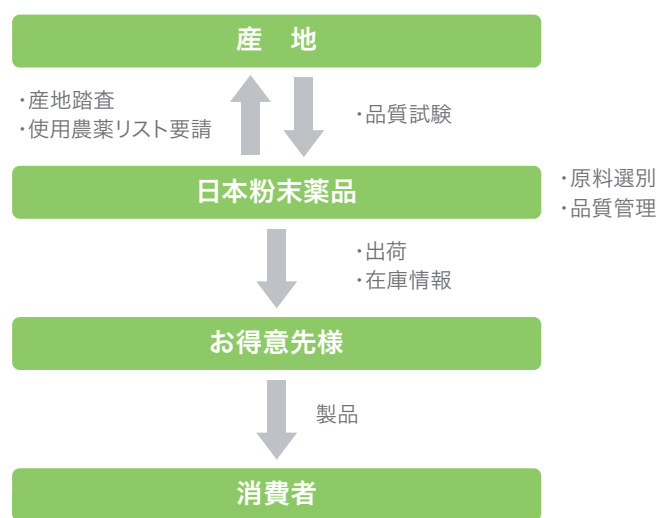 産　地
・産地踏査
・使用農薬リスト要請
・品質試験
日本粉末薬品
・原料選別
・品質管理
・出荷
・在庫情報
お得意先様
製品
消費者